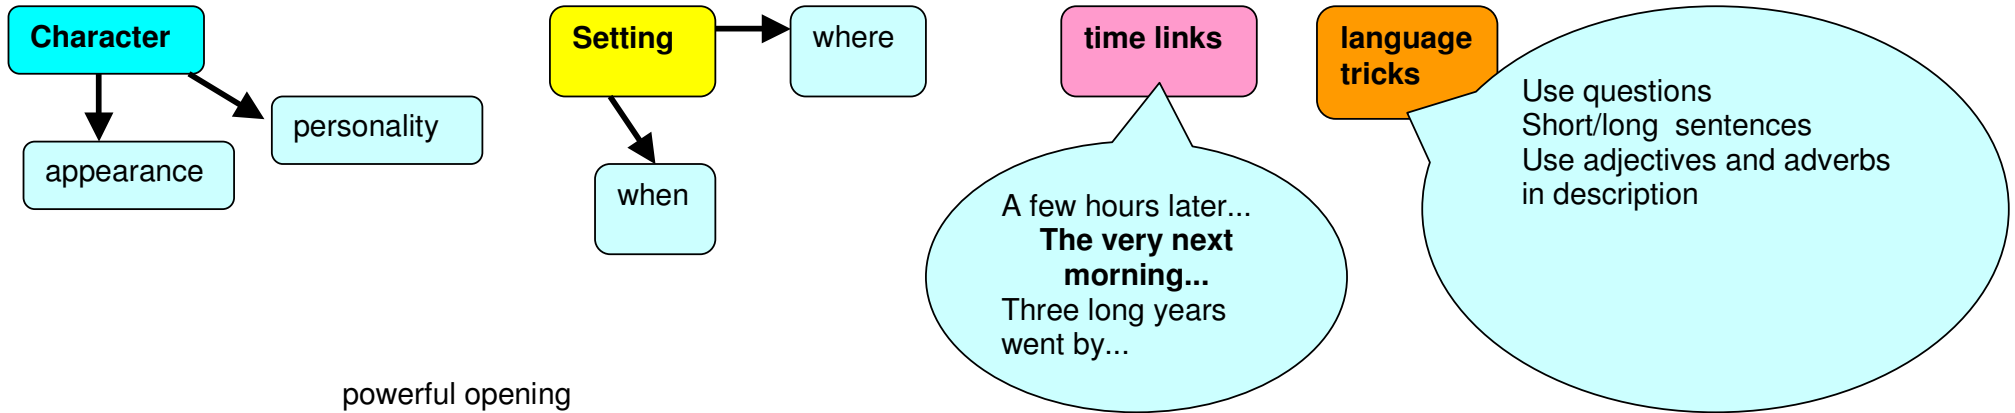 Character
appearance
personality
Setting
where
when
time links
A few hours later...
The very next
morning...
Three long years
went by...
language
tricks
Use questions
Short/long  sentences
Use adjectives and adverbs
in description
powerful opening